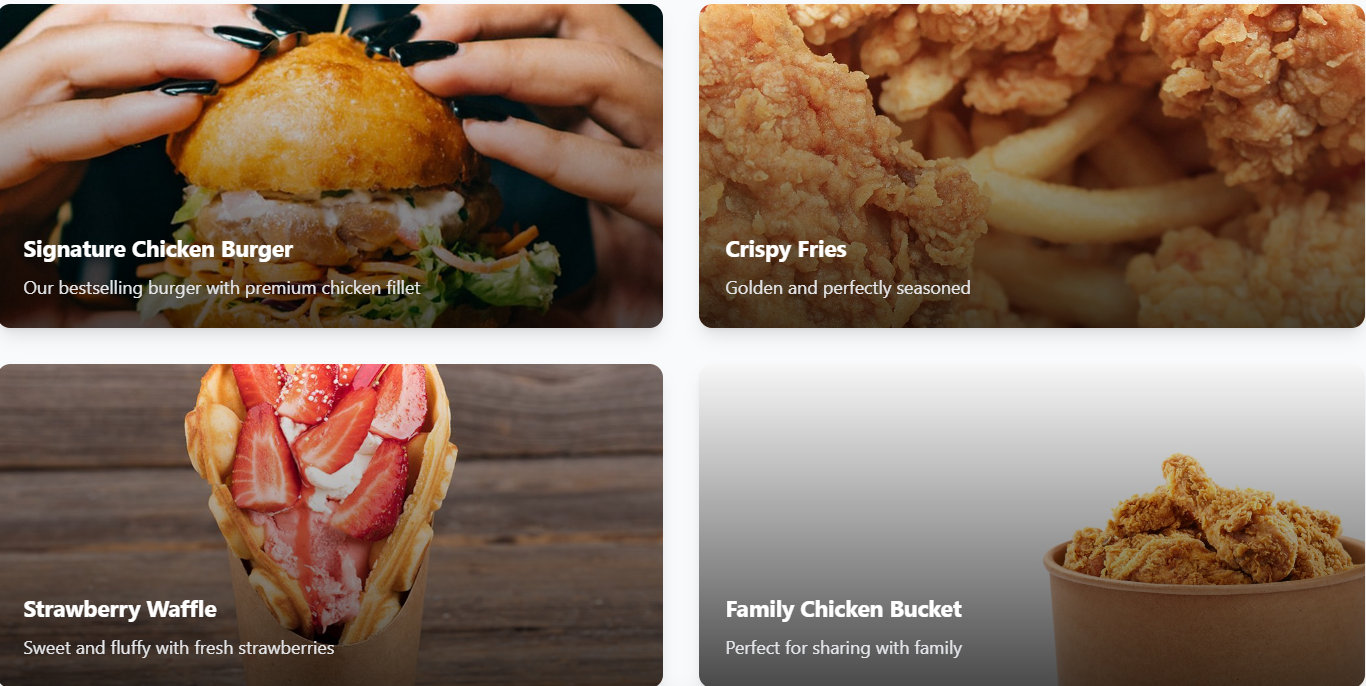 Signature Chicken Burger
Our bestselling burger with premium chicken fillet
Crispy Fries
Golden and perfectly seasoned
Strawberry Waffle
Sweet and fluffy with fresh strawberries
Family Chicken Bucket
Perfect for sharing with family